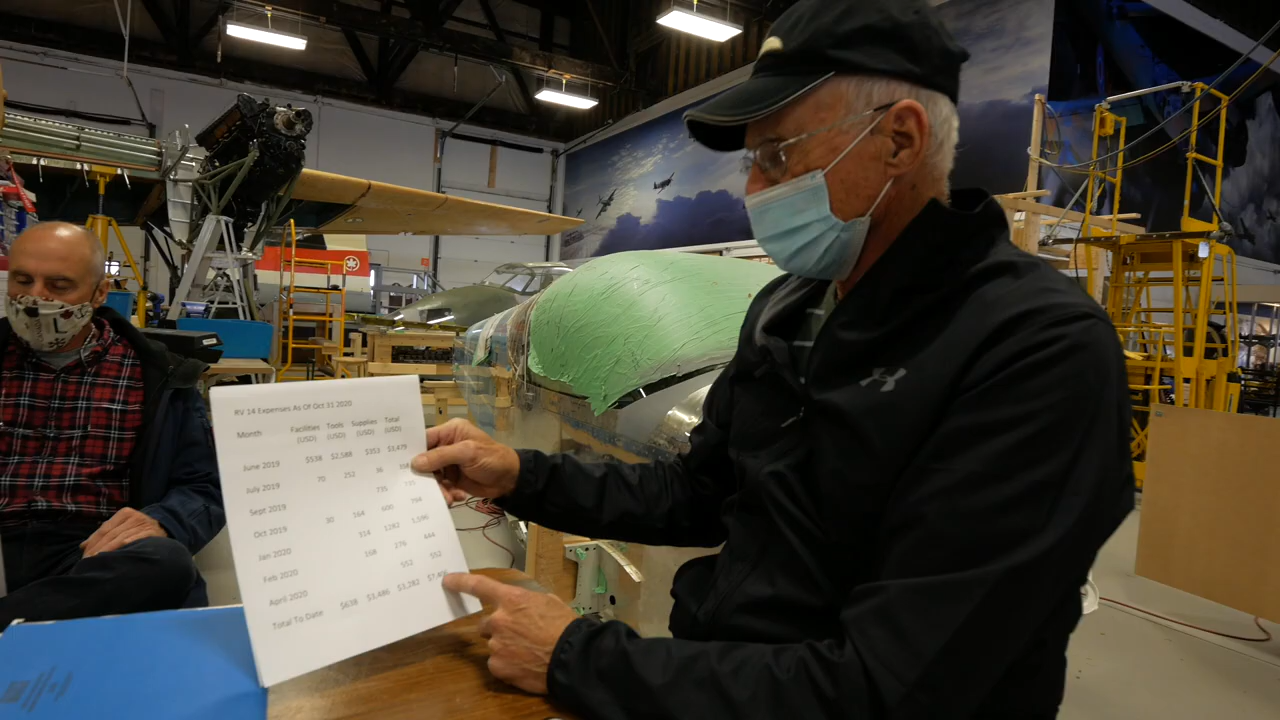 RV 14 Expenses As Of Oct 31 2020
Month Facilities Tools Supplies Total
(USD) (USD) (USD) (USD)
June 2019 $538 $2,588 $353 $3,479
July 2019 70 252 36 358
Sept 2019 735 735
Oct 2019 30 164 600 794
Jan 2020 314 1282 1,596
Feb 2020 168 276 444
April 2020 552 552
Total To Date $638 $3,486 $3,282 $7,406